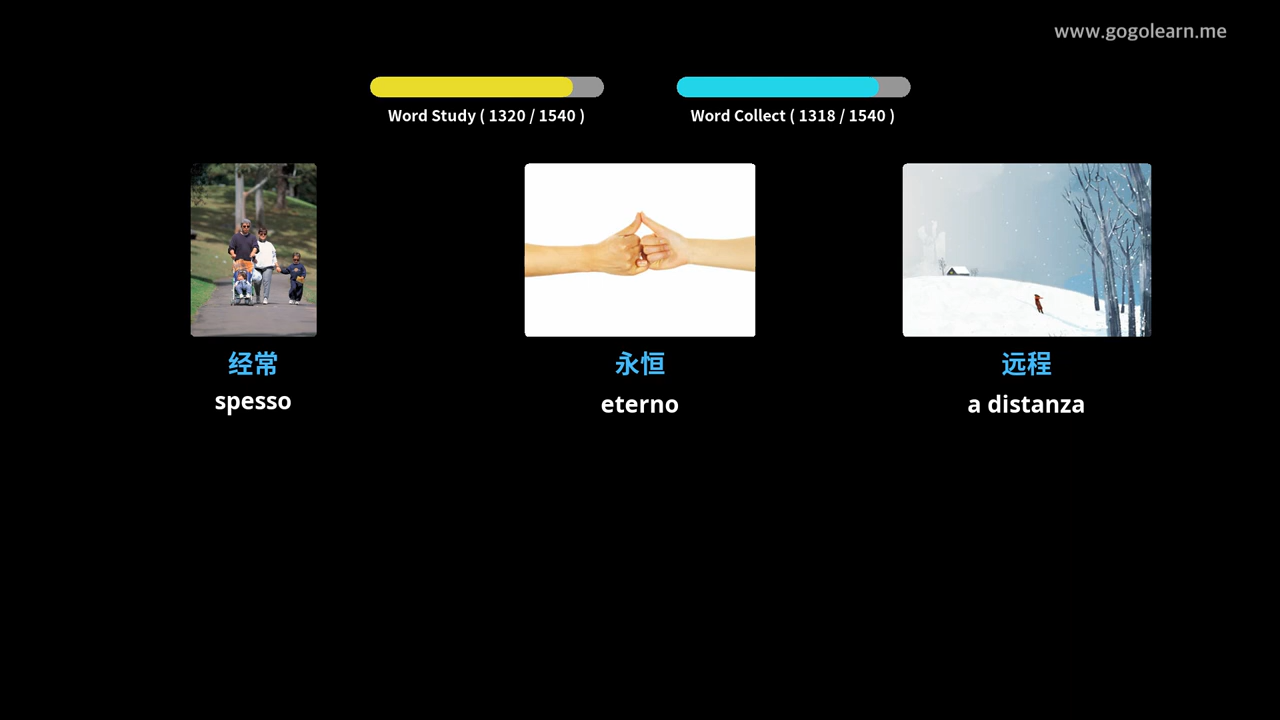 www.gogolearn.me
Word Study ( 1320 / 1540 )
Word Collect ( 1318 / 1540 )
经常
spesso
永恒
eterno
远程
a distanza